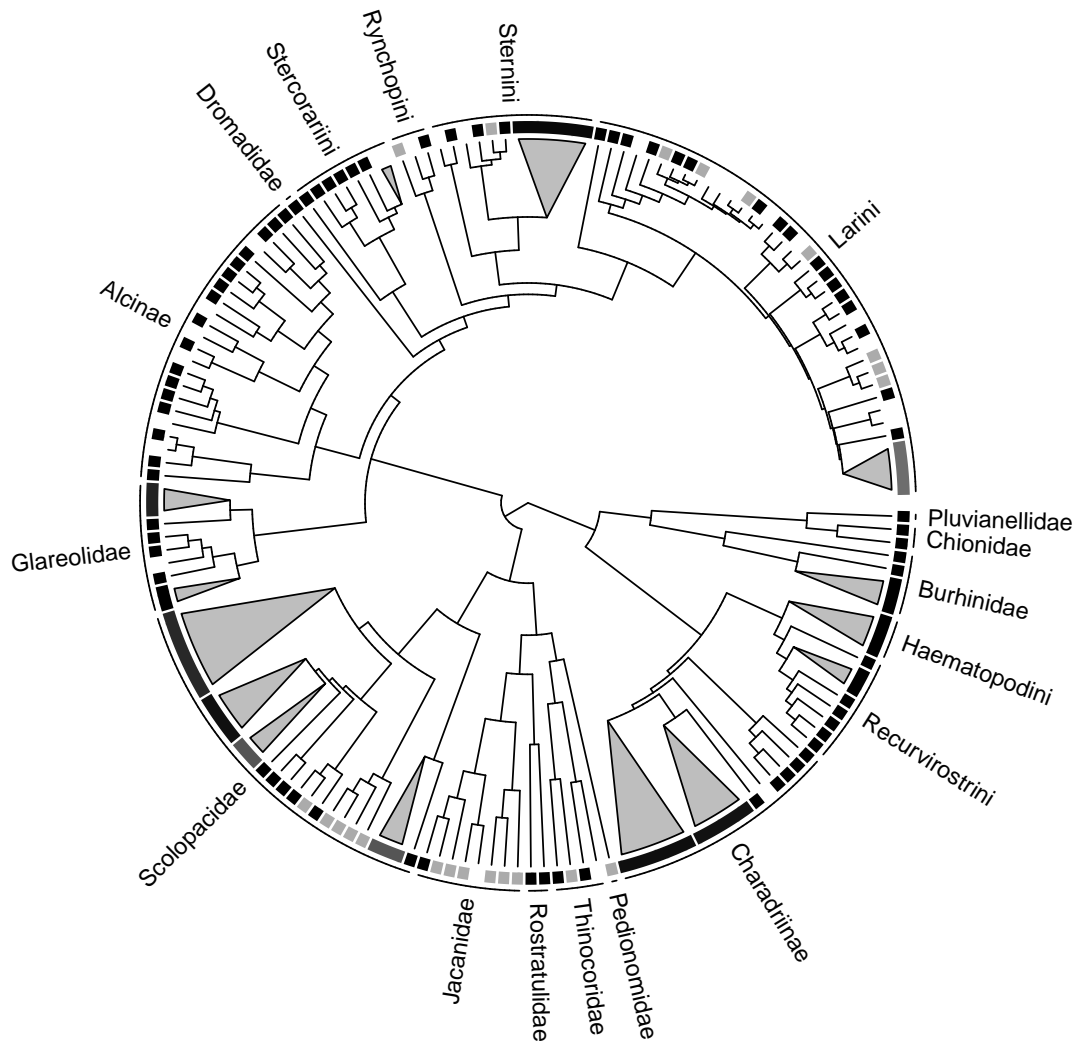 Sternini
Rynchopini
Stercorariini
Dromadidae
Larini
Alcinae
Pluvianellidae
Chionidae
Glareolidae
Burhinidae
Haematopodini
Recurvirostrini
Scolopacidae
Charadriinae
Jacanidae
Rostratulidae
Thinocoridae
Pedionomidae